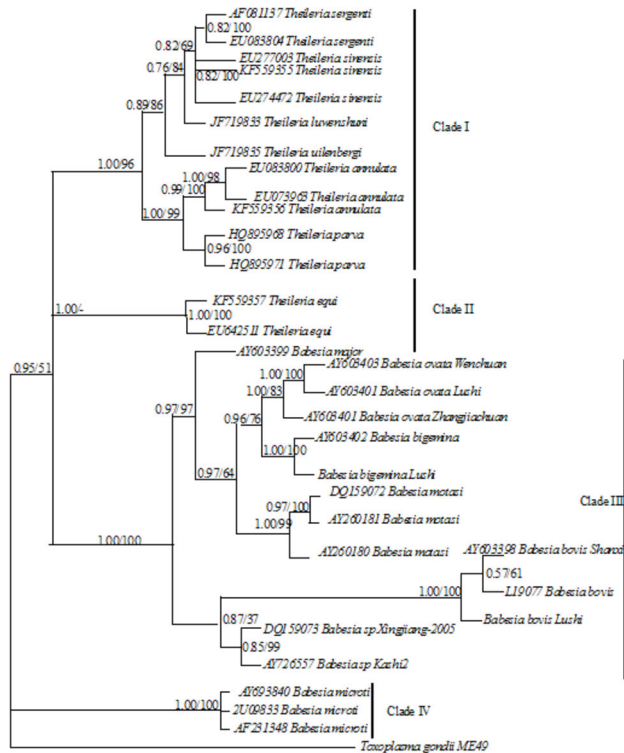 AF081137 Theileria sergenti
0.82/100
EU083804 Theileria sergenti
0.82/69
EU277003 Theileria sinensis
KF559355 Theileria sinensis
0.82/100
0.76/84
EU274472 Theileria sinensis
0.89/86
JF719833 Theileria luwenshuni
Clade I
JF719835 Theileria uilenbergi
1.00/96
EU083800 Theileria annulata
1.00/98
0.99/100
EU073963 Theileria annulata
KF559356 Theileria annulata
1.00/99
HQ895968 Theileria parva
0.96/100
HQ895971 Theileria parva
KF559357 Theileria equi
1.00/-
1.00/100
Clade II
EU642511 Theileria equi
AY603399 Babesia major
0.95/51
AY603403 Babesia ovata Wenchuan
1.00/100
1.00/83
AY603401 Babesia ovata Lushi
0.97/97
0.96/76
AY603401 Babesia ovata Zhangjiachuan
AY603402 Babesia bigemina
1.00/100
0.97/64
Babesia bigemina Lushi
DQ159072 Babesia motasi
0.97/100
AY260181 Babesia motasi
1.00/99
Clade III
1.00/100
AY260180 Babesia motasi
AY603398 Babesia bovis
0.57/61
1.00/100
L19077 Babesia bovis
Babesia bovis Lushi
0.87/37
DQ159073 Babesia sp Xingjiang-2005
0.85/99
AY726557 Babesia sp Kashi2
AY693840 Babesia microti
1.00/100
2U09833 Babesia microti
Clade IV
AF231348 Babesia microti
Toxoplasma gondii ME49